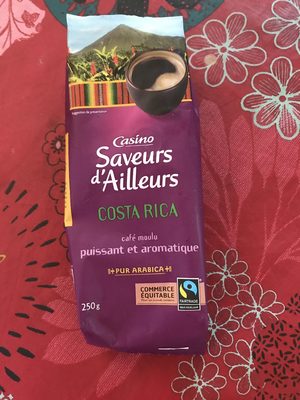 Casino
Saveurs
d'Ailleurs
COSTA RICA
café moulu
puissant et aromatique
PUR ARABICA
COMMERCE
ÉQUITABLE
250g
FAIRTRADE